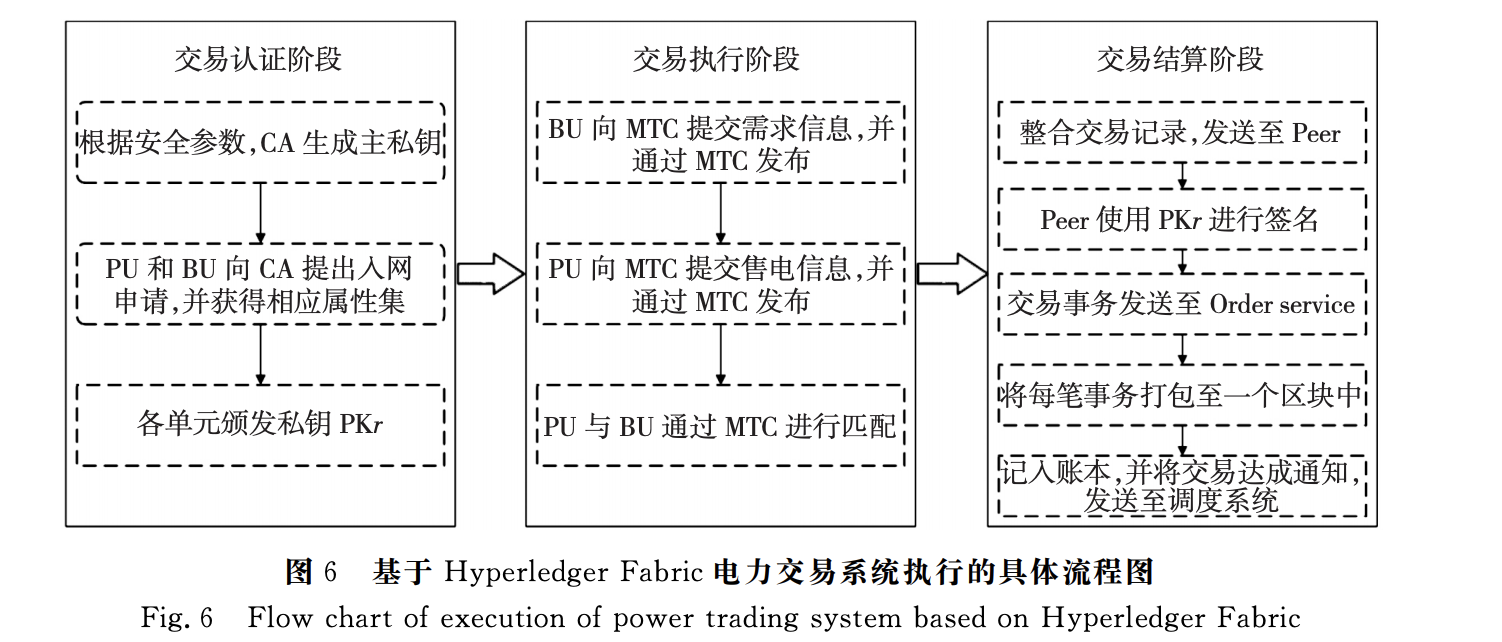 交易认证阶段
根据安全参数,CA 生成主私钥
PU 和 BU 向 CA 提出入网
申请,并获得相应属性集
各单元颁发私钥 PKr
交易执行阶段
BU 向 MTC 提交需求信息,并
通过 MTC 发布
PU 向 MTC 提交售电信息,并
通过 MTC 发布
PU 与 BU 通过 MTC 进行匹配
交易结算阶段
整合交易记录,发送至 Peer
Peer 使用 PKr 进行签名
交易事务发送至 Order service
将每笔事务打包至一个区块中
记入账本,并将交易达成通知,
发送至调度系统
图 6 基于 Hyperledger Fabric 电力交易系统执行的具体流程图
Fig. 6 Flow chart of execution of power trading system based on Hyperledger Fabric